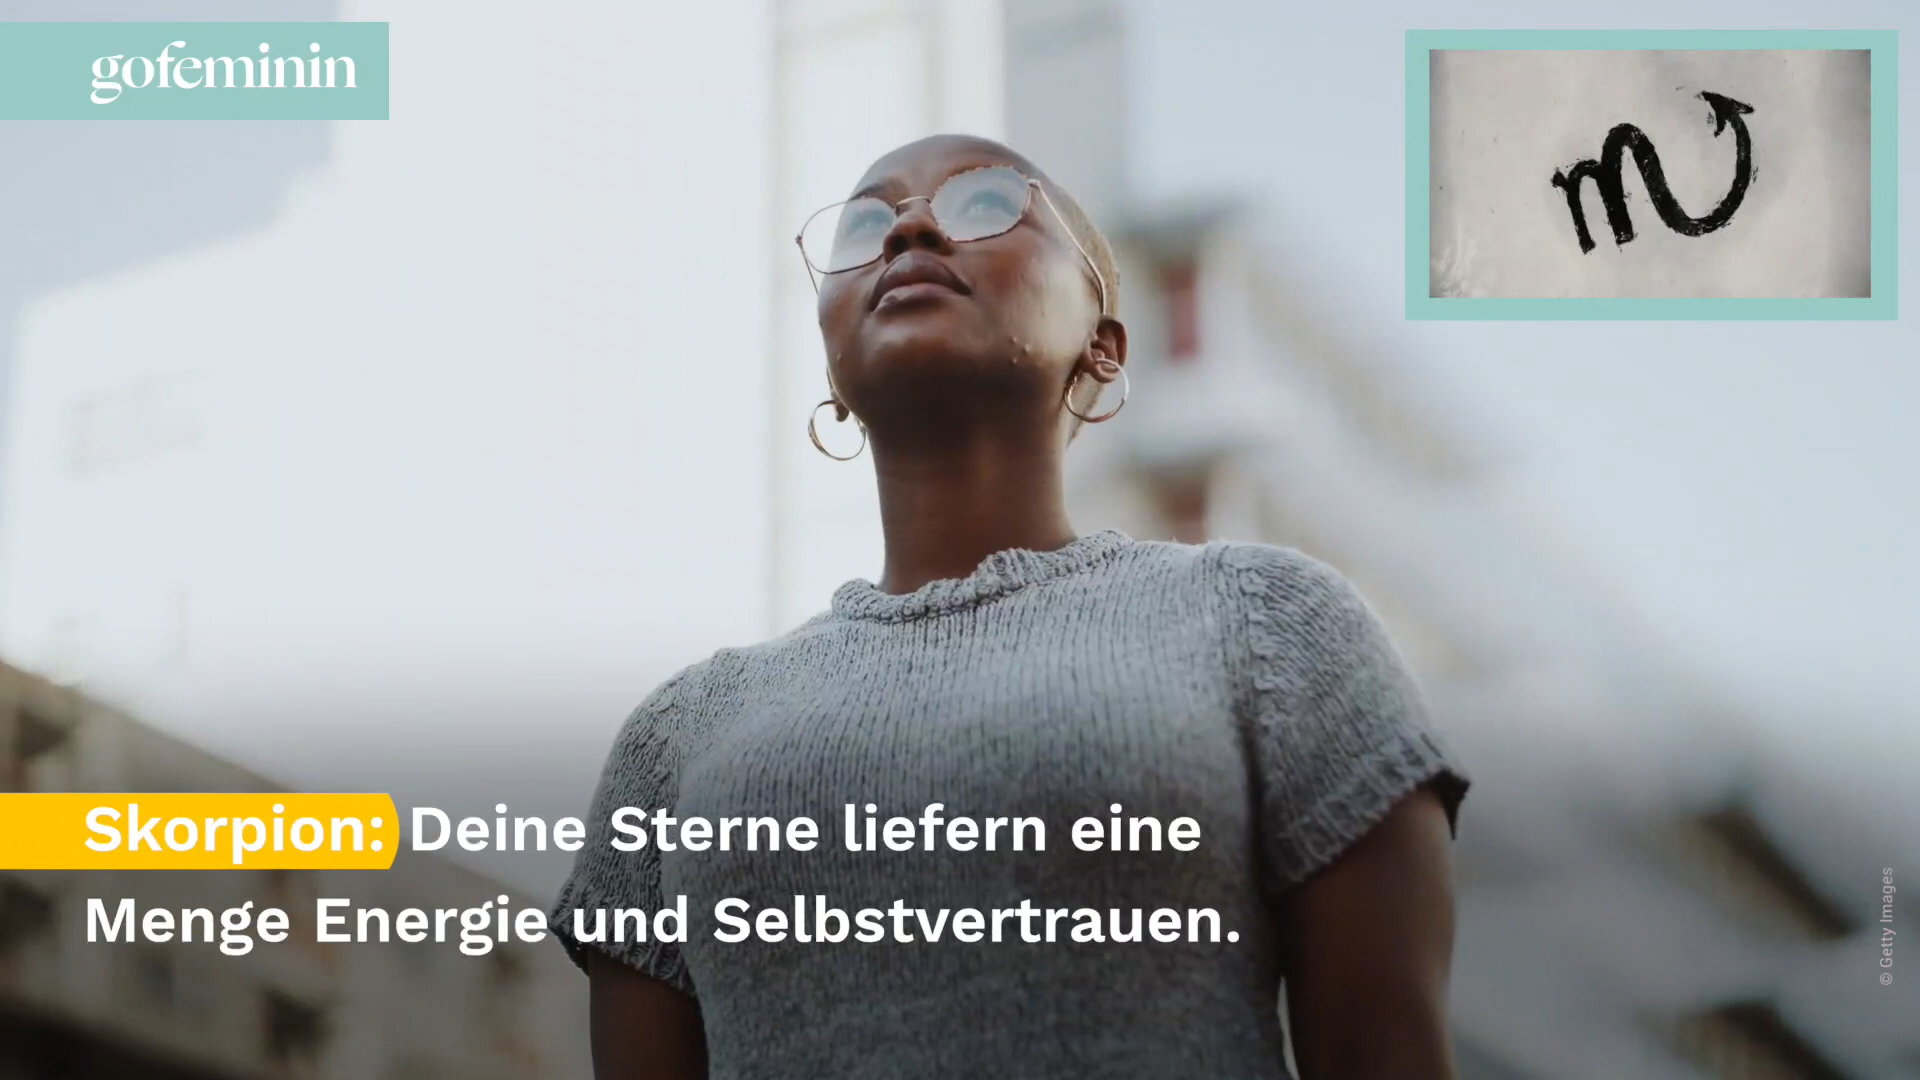 gofeminin
Skorpion: Deine Sterne liefern eine
Menge Energie und Selbstvertrauen.
© Getty Images